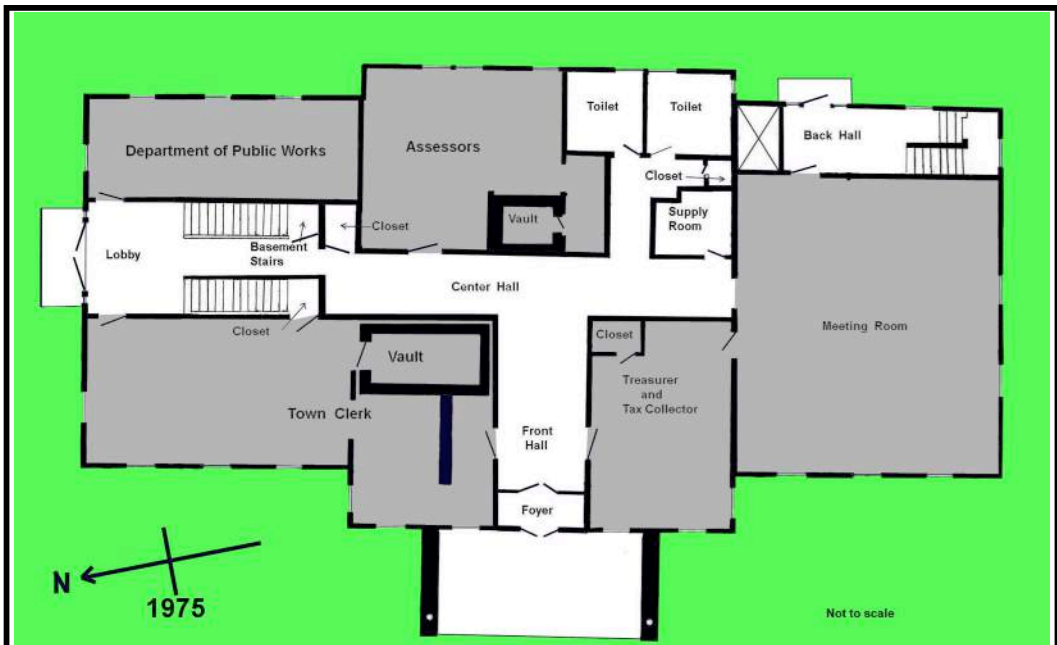 Toilet
Toilet
Back Hall
Department of Public Works
Assessors
Closet
Vault
Supply
Room
Closet
Lobby
Basement
Stairs
Center Hall
Meeting Room
Closet
Closet
Vault
Treasurer
and
Tax Collector
Town Clerk
Front
Hall
Foyer
N
1975
Not to scale